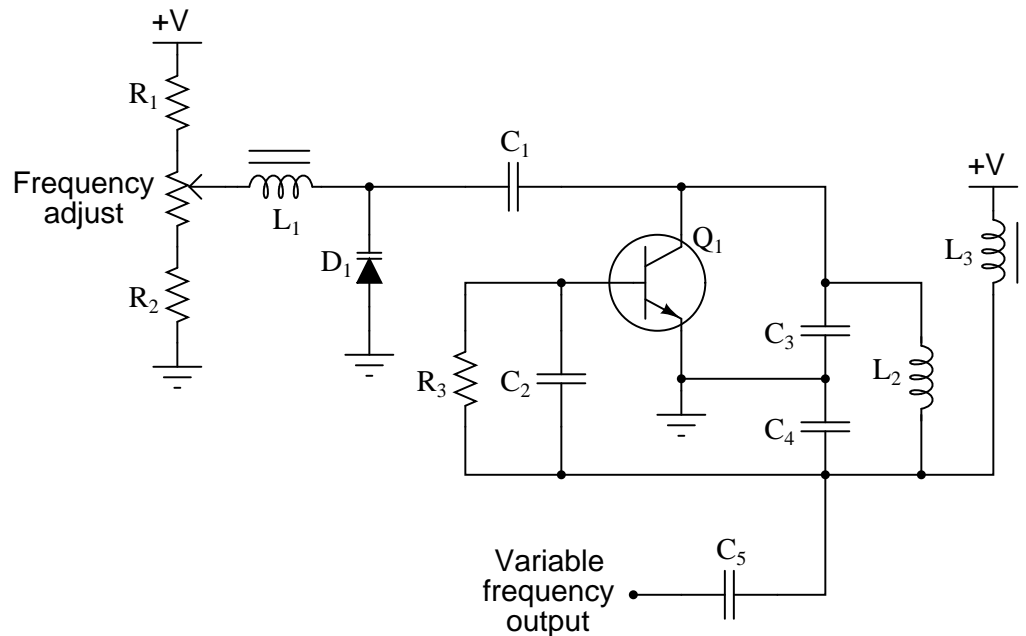 +V
R1
Frequency
adjust
R2
L1
D1
C1
Q1
R3
C2
C3
C4
L2
+V
L3
Variable
frequency
output
C5